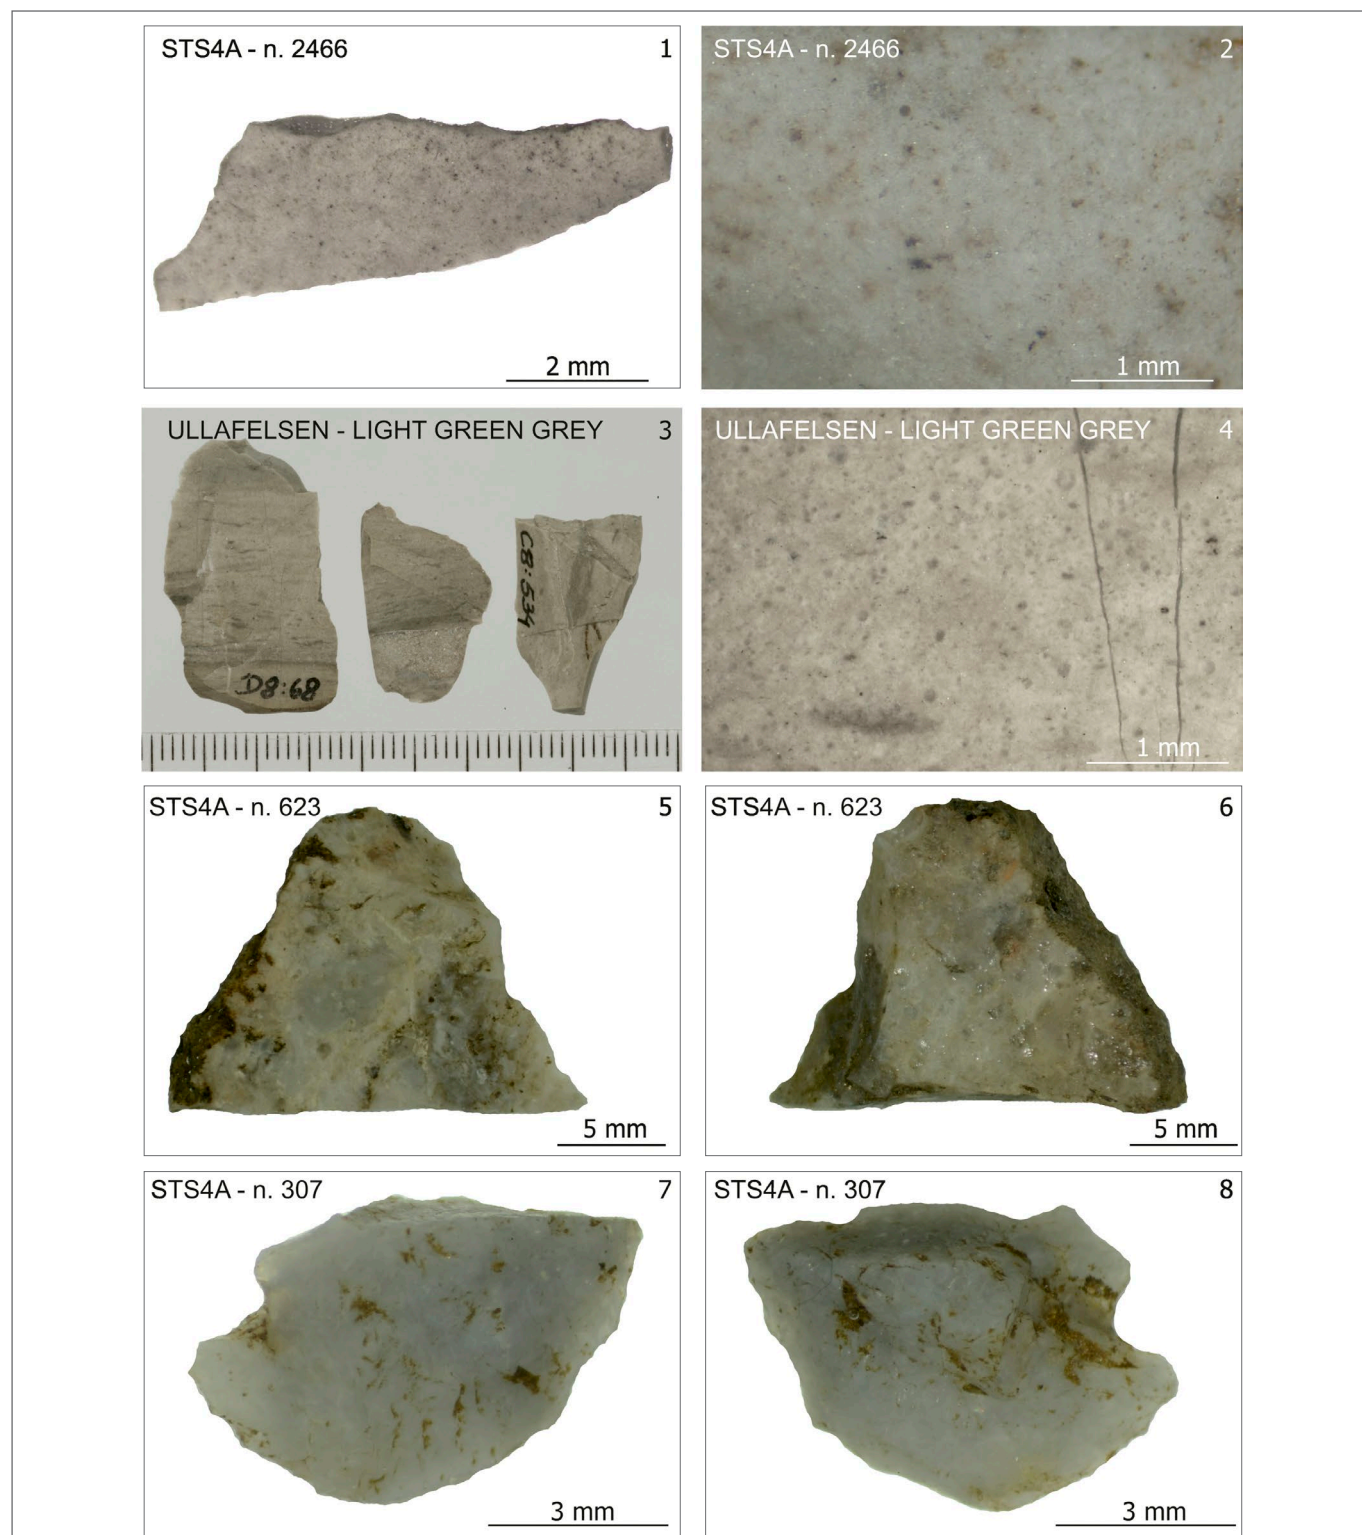 STS4A - n. 2466 1
2 mm
STS4A - n. 2466 2
1 mm
ULLAFELSEN - LIGHT GREEN GREY 3
D8:68
C8:534
ULLAFELSEN - LIGHT GREEN GREY 4
1 mm
STS4A - n. 623 5
5 mm
STS4A - n. 623 6
5 mm
STS4A - n. 307 7
3 mm
STS4A - n. 307 8
3 mm